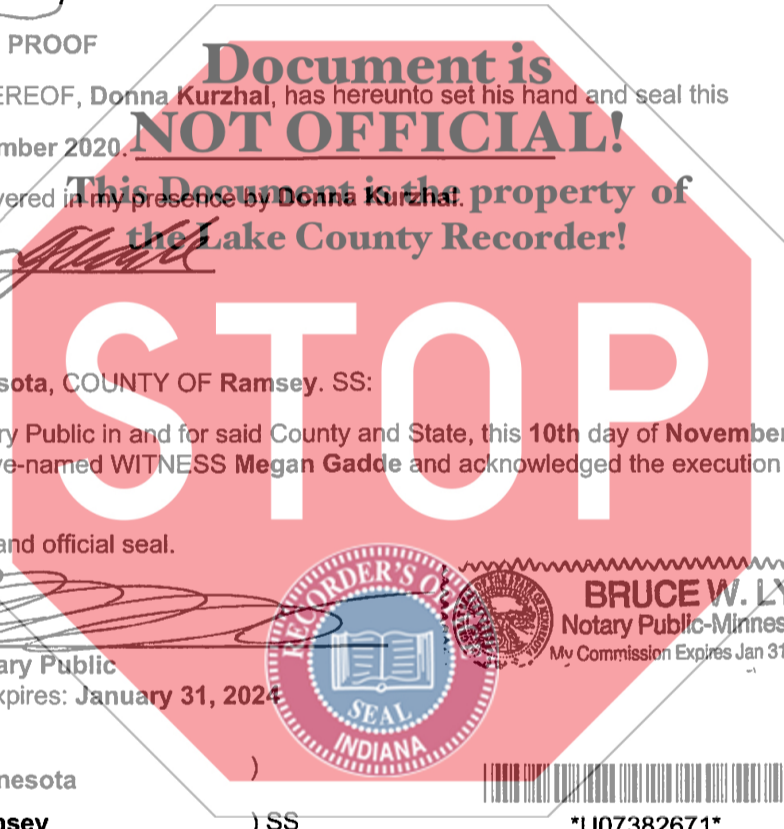 PROOF
Document is
EREOF, Donna Kurzhal, has hereunto set his hand and seal this
NOT OFFICIAL!
mber 2020.
This Document is the property of
vered in my presence by Donna Kurzhal.
the Lake County Recorder!
STOP
sota, COUNTY OF Ramsey. SS:
ry Public in and for said County and State, this 10th day of November
ve-named WITNESS Megan Gadde and acknowledged the execution
and official seal.
RECORDER'S OF
SEAL
INDIANA
BRUCE W. LY
Notary Public-Minnes
My Commission Expires Jan 31
ary Public
xpires: January 31, 2024
)
nesota
msey ) SS
*U07382671*